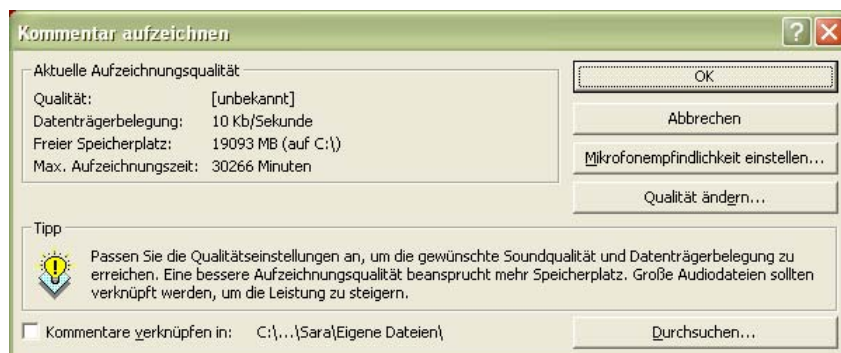 Kommentar aufzeichnen
Aktuelle Aufzeichnungsqualität
Qualität: [unbekannt]
Datenträgerbelegung: 10 Kb/Sekunde
Freier Speicherplatz: 19093 MB (auf C:\)
Max. Aufzeichnungszeit: 30266 Minuten
OK
Abbrechen
Mikrofonempfindlichkeit einstellen...
Qualität ändern...
Tipp
Passen Sie die Qualitätseinstellungen an, um die gewünschte Soundqualität und Datenträgerbelegung zu
erreichen. Eine bessere Aufzeichnungsqualität beansprucht mehr Speicherplatz. Große Audiodateien sollten
verknüpft werden, um die Leistung zu steigern.
Kommentare verknüpfen in: C:\...\Sara\Eigene Dateien\
Durchsuchen...